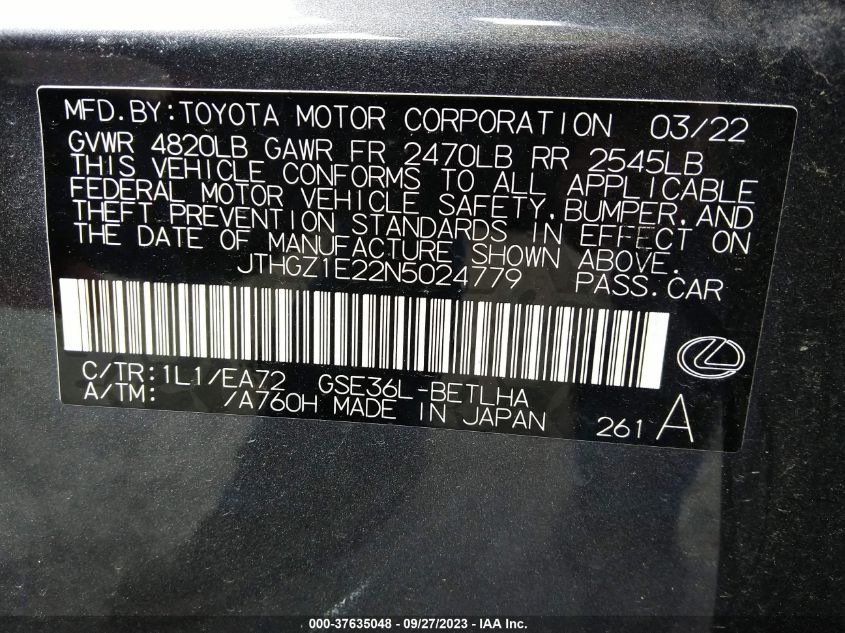 MFD.BY:TOYOTA MOTOR CORPORATION 03/22
GVWR 4820LB GAWR FR 2470LB RR 2545LB
THIS VEHICLE CONFORMS TO ALL APPLICABLE
FEDERAL MOTOR VEHICLE SAFETY,BUMPER,AND
THEFT PREVENTION STANDARDS IN EFFECT ON
THE DATE OF MANUFACTURE SHOWN ABOVE.
JTHGZ1E22N5024779 PASS.CAR
C/TR:1L1/EA72 GSE36L-BETLHA
A/TM: /A760H MADE IN JAPAN 261 A
000-37635048 - 09/27/2023 - IAA Inc.